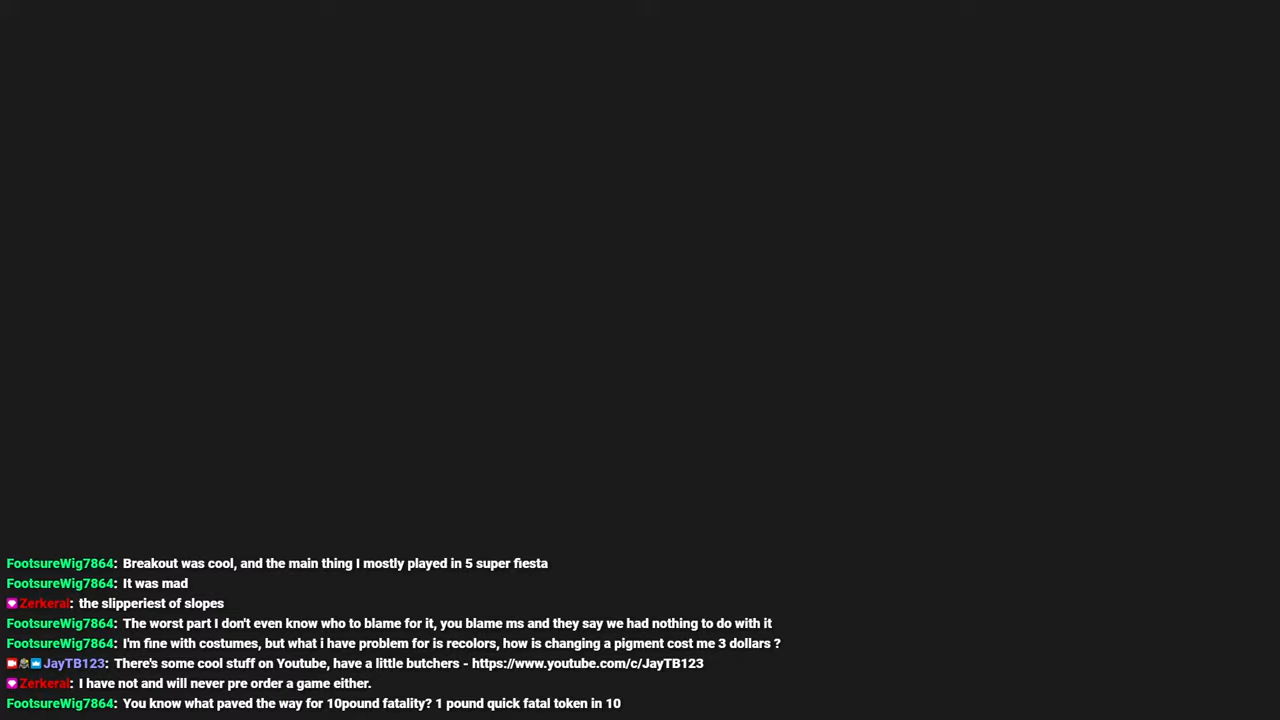 FootsureWig7864: Breakout was cool, and the main thing I mostly played in 5 super fiesta
FootsureWig7864: It was mad
Zerkeral: the slipperiest of slopes
FootsureWig7864: The worst part I don't even know who to blame for it, you blame ms and they say we had nothing to do with it
FootsureWig7864: I'm fine with costumes, but what i have problem for is recolors, how is changing a pigment cost me 3 dollars ?
JayTB123: There's some cool stuff on Youtube, have a little butchers - https://www.youtube.com/c/JayTB123
Zerkeral: I have not and will never pre order a game either.
FootsureWig7864: You know what paved the way for 10pound fatality? 1 pound quick fatal token in 10